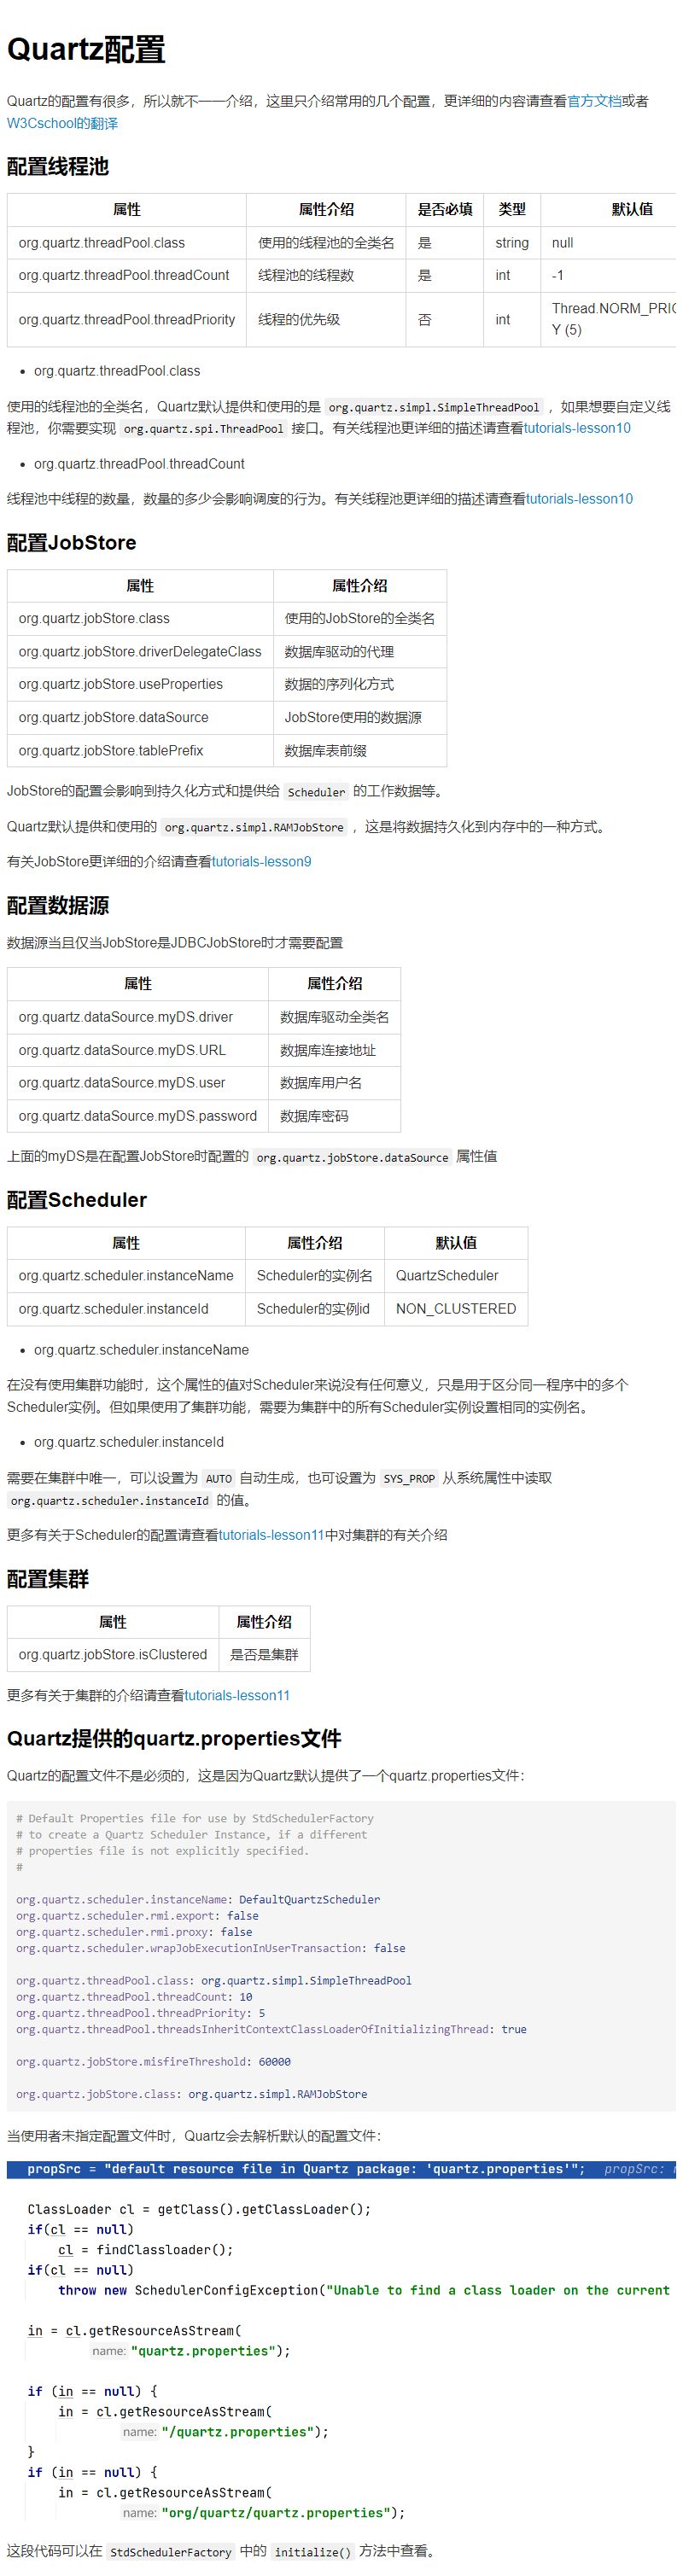 Quartz配置
Quartz的配置有很多，所以就不一一介绍，这里只介绍常用的几个配置，更详细的内容请查看官方文档或者
W3Cschool的翻译
配置线程池
属性 属性介绍 是否必填 类型 默认值
org.quartz.threadPool.class 使用的线程池的全类名 是 string null
org.quartz.threadPool.threadCount 线程池的线程数 是 int -1
org.quartz.threadPool.threadPriority 线程的优先级 否 int Thread.NORM_PRIC
Y (5)
• org.quartz.threadPool.class
使用的线程池的全类名，Quartz默认提供和使用的是 org.quartz.simpl.SimpleThreadPool ，如果想要自定义线
程池，你需要实现 org.quartz.spi.ThreadPool 接口。有关线程池更详细的描述请查看tutorials-lesson10
• org.quartz.threadPool.threadCount
线程池中线程的数量，数量的多少会影响调度的行为。有关线程池更详细的描述请查看tutorials-lesson10
配置JobStore
属性 属性介绍
org.quartz.jobStore.class 使用的JobStore的全类名
org.quartz.jobStore.driverDelegateClass 数据库驱动的代理
org.quartz.jobStore.useProperties 数据的序列化方式
org.quartz.jobStore.dataSource JobStore使用的数据源
org.quartz.jobStore.tablePrefix 数据库表前缀
JobStore的配置会影响到持久化方式和提供给 Scheduler 的工作数据等。
Quartz默认提供和使用的 org.quartz.simpl.RAMJobStore ，这是将数据持久化到内存中的一种方式。
有关JobStore更详细的介绍请查看tutorials-lesson9
配置数据源
数据源当且仅当JobStore是JDBCJobStore时才需要配置
属性 属性介绍
org.quartz.dataSource.myDS.driver 数据库驱动全类名
org.quartz.dataSource.myDS.URL 数据库连接地址
org.quartz.dataSource.myDS.user 数据库用户名
org.quartz.dataSource.myDS.password 数据库密码
上面的myDS是在配置JobStore时配置的 org.quartz.jobStore.dataSource 属性值
配置Scheduler
属性 属性介绍 默认值
org.quartz.scheduler.instanceName Scheduler的实例名 QuartzScheduler
org.quartz.scheduler.instanceId Scheduler的实例id NON_CLUSTERED
• org.quartz.scheduler.instanceName
在没有使用集群功能时，这个属性的值对Scheduler来说没有任何意义，只是用于区分同一程序中的多个
Scheduler实例。但如果使用了集群功能，需要为集群中的所有Scheduler实例设置相同的实例名。
• org.quartz.scheduler.instanceId
需要在集群中唯一，可以设置为 AUTO 自动生成，也可设置为 SYS_PROP 从系统属性中读取
org.quartz.scheduler.instanceId 的值。
更多有关于Scheduler的配置请查看tutorials-lesson11中对集群的有关介绍
配置集群
属性 属性介绍
org.quartz.jobStore.isClustered 是否是集群
更多有关于集群的介绍请查看tutorials-lesson11
Quartz提供的quartz.properties文件
Quartz的配置文件不是必须的，这是因为Quartz默认提供了一个quartz.properties文件：
# Default Properties file for use by StdSchedulerFactory
# to create a Quartz Scheduler Instance, if a different
# properties file is not explicitly specified.
#
org.quartz.scheduler.instanceName: DefaultQuartzScheduler
org.quartz.scheduler.rmi.export: false
org.quartz.scheduler.rmi.proxy: false
org.quartz.scheduler.wrapJobExecutionInUserTransaction: false
org.quartz.threadPool.class: org.quartz.simpl.SimpleThreadPool
org.quartz.threadPool.threadCount: 10
org.quartz.threadPool.threadPriority: 5
org.quartz.threadPool.threadsInheritContextClassLoaderOfInitializingThread: true
org.quartz.jobStore.misfireThreshold: 60000
org.quartz.jobStore.class: org.quartz.simpl.RAMJobStore
当使用者未指定配置文件时，Quartz会去解析默认的配置文件：
propSrc = "default resource file in Quartz package: 'quartz.properties'"; propSrc:
ClassLoader cl = getClass().getClassLoader();
if(cl == null)
cl = findClassloader();
if(cl == null)
throw new SchedulerConfigException("Unable to find a class loader on the current
in = cl.getResourceAsStream(
name: "quartz.properties");
if (in == null) {
in = cl.getResourceAsStream(
name: "/quartz.properties");
}
if (in == null) {
in = cl.getResourceAsStream(
name: "org/quartz/quartz.properties");
这段代码可以在 StdSchedulerFactory 中的 initialize() 方法中查看。